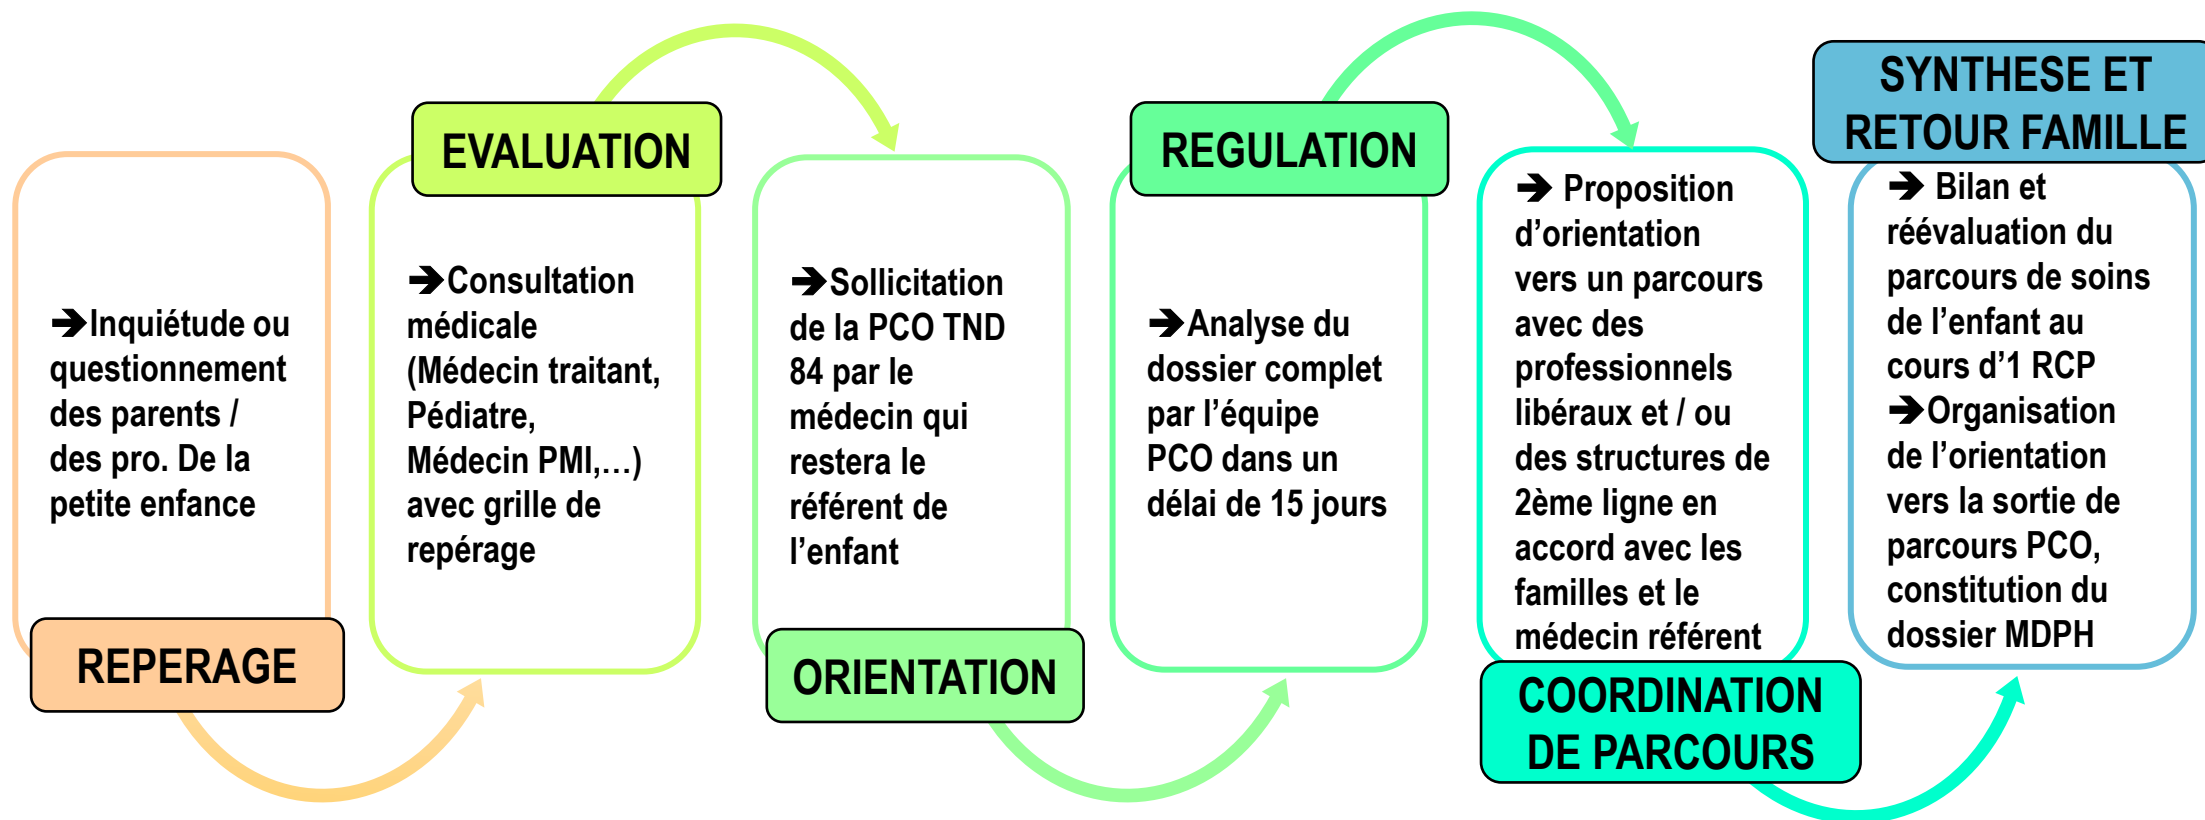 ➔Inquiétude ou
questionnement
des parents /
des pro. De la
petite enfance
REPERAGE
EVALUATION
➔Consultation
médicale
(Médecin traitant,
Pédiatre,
Médecin PMI,…)
avec grille de
repérage
➔Sollicitation
de la PCO TND
84 par le
médecin qui
restera le
référent de
l’enfant
ORIENTATION
REGULATION
➔Analyse du
dossier complet
par l’équipe
PCO dans un
délai de 15 jours
➔ Proposition
d’orientation
vers un parcours
avec des
professionnels
libéraux et / ou
des structures de
2ème ligne en
accord avec les
familles et le
médecin référent
COORDINATION
DE PARCOURS
SYNTHESE ET
RETOUR FAMILLE
➔ Bilan et
réévaluation du
parcours de soins
de l’enfant au
cours d’1 RCP
➔Organisation
de l’orientation
vers la sortie de
parcours PCO,
constitution du
dossier MDPH